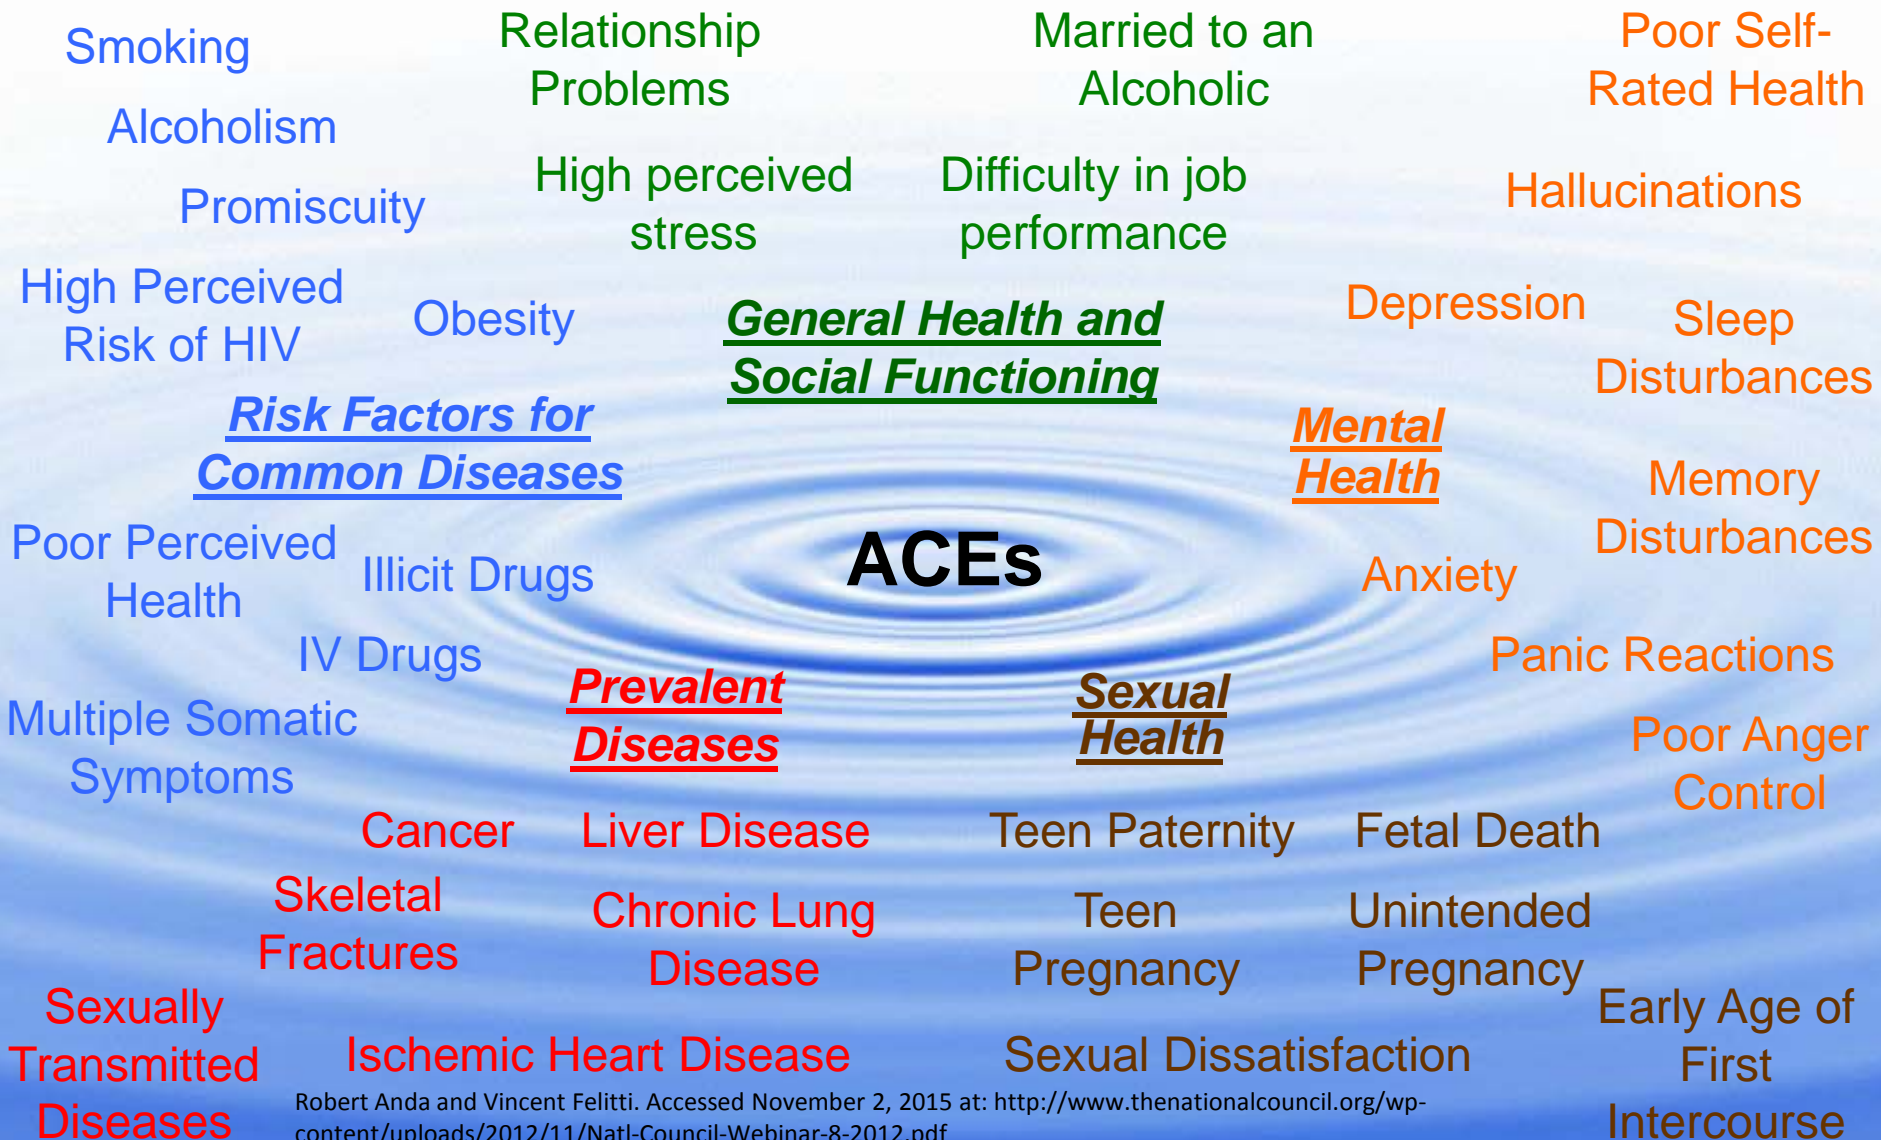 Smoking
Alcoholism
Promiscuity
High Perceived
Risk of HIV
Obesity
Risk Factors for
Common Diseases
Poor Perceived
Health
Illicit Drugs
IV Drugs
Multiple Somatic
Symptoms
Relationship
Problems
Married to an
Alcoholic
High perceived
stress
Difficulty in job
performance
General Health and
Social Functioning
Poor Self-
Rated Health
Hallucinations
Depression
Sleep
Disturbances
Mental
Health
Memory
Disturbances
Anxiety
Panic Reactions
Poor Anger
Control
ACEs
Prevalent
Diseases
Cancer
Liver Disease
Skeletal
Fractures
Chronic Lung
Disease
Sexually
Transmitted
Diseases
Ischemic Heart Disease
Sexual
Health
Teen Paternity
Fetal Death
Teen
Pregnancy
Unintended
Pregnancy
Sexual Dissatisfaction
Early Age of
First
Intercourse
Robert Anda and Vincent Felitti. Accessed November 2, 2015 at: http://www.thenationalcouncil.org/wp-
content/uploads/2012/11/Natl-Council-Webinar-8-2012.pdf